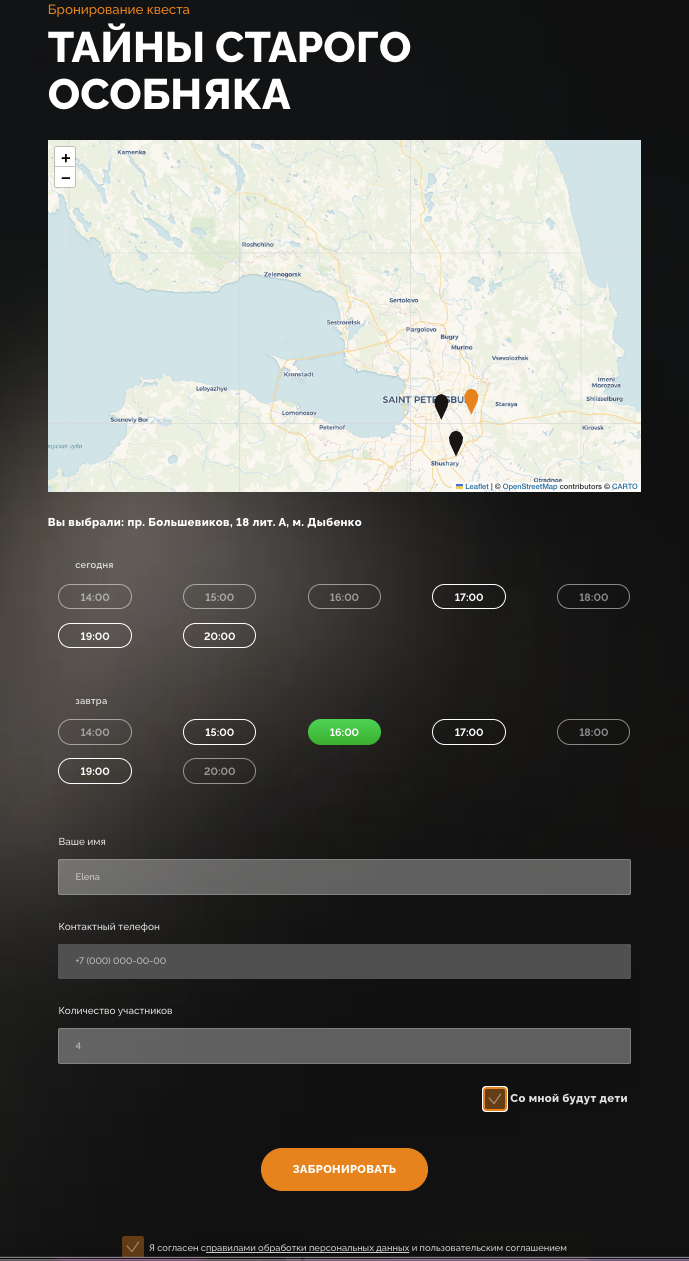 Бронирование квеста
ТАЙНЫ СТАРОГО
ОСОБНЯКА
+
−
Kamenka
Roshchino
Zelenogorsk
Sertolovo
Sestroretsk
Pargolovo
Bugry
Murino
Vsevolozhsk
Kronstadt
Imeni
Morozova
Lebyazhye
SAINT PETERSBU
Staraya
Shlisselburg
Lomonosov
Sosnoviy Bor
Peterhof
Kirovsk
Shushary
Otradnoe
Leaflet | © OpenStreetMap contributors © CARTO
Вы выбрали: пр. Большевиков, 18 лит. А, м. Дыбенко
сегодня
14:00 15:00 16:00 17:00 18:00
19:00 20:00
завтра
14:00 15:00 16:00 17:00 18:00
19:00 20:00
Ваше имя
Elena
Контактный телефон
+7 (000) 000-00-00
Количество участников
4
Со мной будут дети
ЗАБРОНИРОВАТЬ
Я согласен справилами обработки персональных данных и пользовательским соглашением